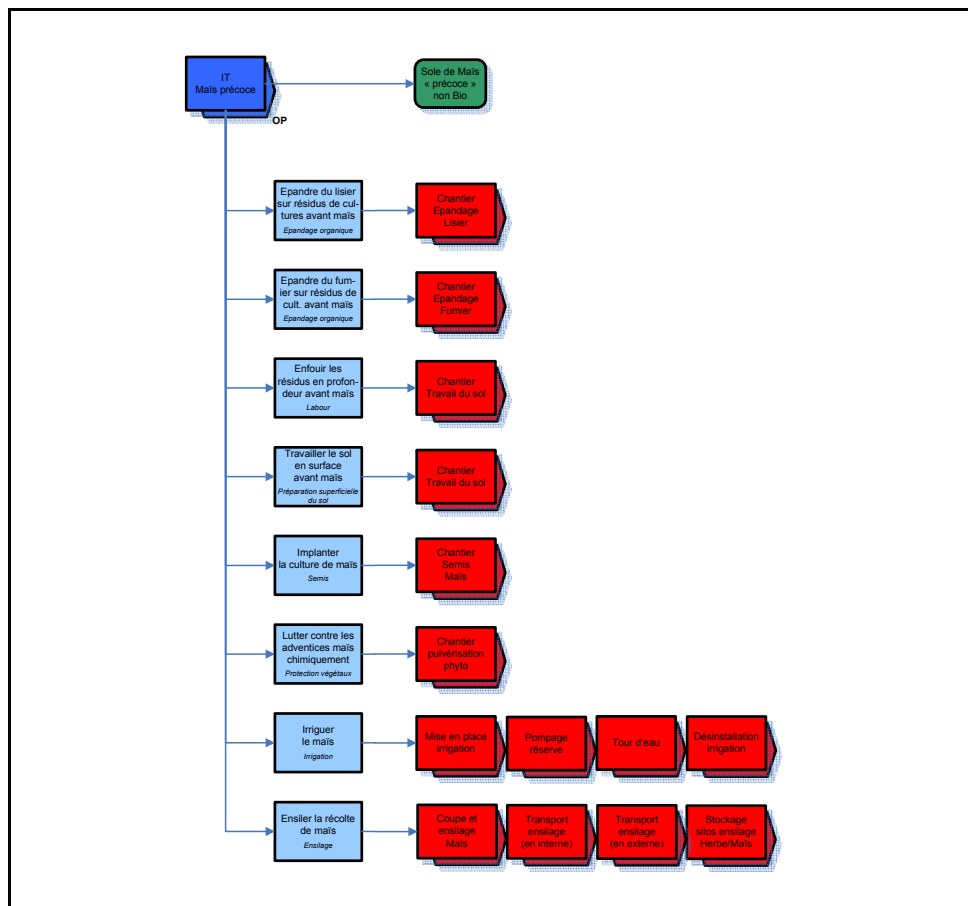 IT
Maïs précoce
OP
Sole de Maïs
« précoce »
non Bio
Epandre du lisier
sur résidus de cul-
tures avant maïs
Epandage organique
Chantier
Epandage
Lisier
Epandre du fum-
ier sur résidus de
cult. avant maïs
Epandage organique
Chantier
Epandage
Fumier
Enfouir les
résidus en profon-
deur avant maïs
Labour
Chantier
Travail du sol
Travailler le sol
en surface
avant maïs
Préparation superficielle
du sol
Chantier
Travail du sol
Implanter
la culture de maïs
Semis
Chantier
Semis
Maïs
Lutter contre les
adventices maïs
chimiquement
Protection végétaux
Chantier
pulvérisation
phyto
Irriguer
le maïs
Irrigation
Mise en place
irrigation
Pompage
réserve
Tour d'eau
Désinstallation
irrigation
Ensiler la récolte
de maïs
Ensilage
Coupe et
ensilage
Maïs
Transport
ensilage
(en interne)
Transport
ensilage
(en externe)
Stockage
silos ensilage
Herbe/Maïs